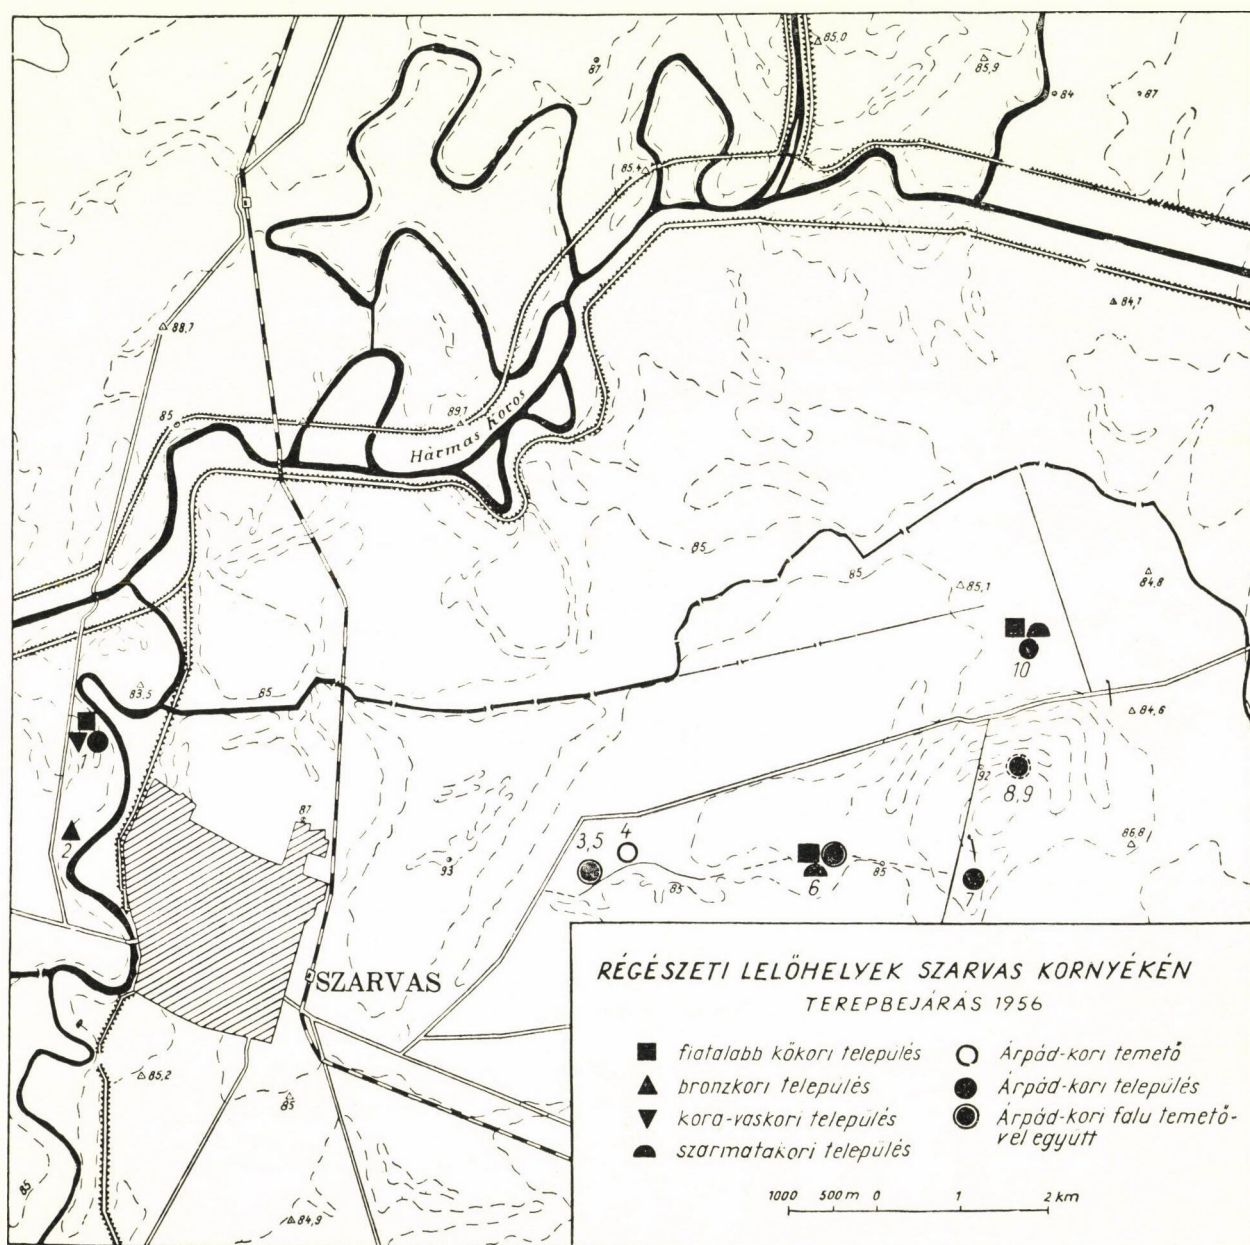 85,0
87
85,9
84
87
85,4
84,1
88,7
85
89,1
Hármas Koros
85
85
85,1
84,8
10
83,5
85
84,6
1
92
8,9
87
2
3,5
4
93
85
6
85
7
86,8
SZARVAS
85,2
85
85
84,9
RÉGÉSZETI LELŐHELYEK SZARVAS KORNYÉKÉN
TEREPBEJÁRÁS 1956
fiatalabb kőkori település
bronzkori település
kora-vaskori település
szarmatakori település
Árpád-kori temető
Árpád-kori település
Árpád-kori falu temető-
vel együtt
1000 500 m 0 1 2 km